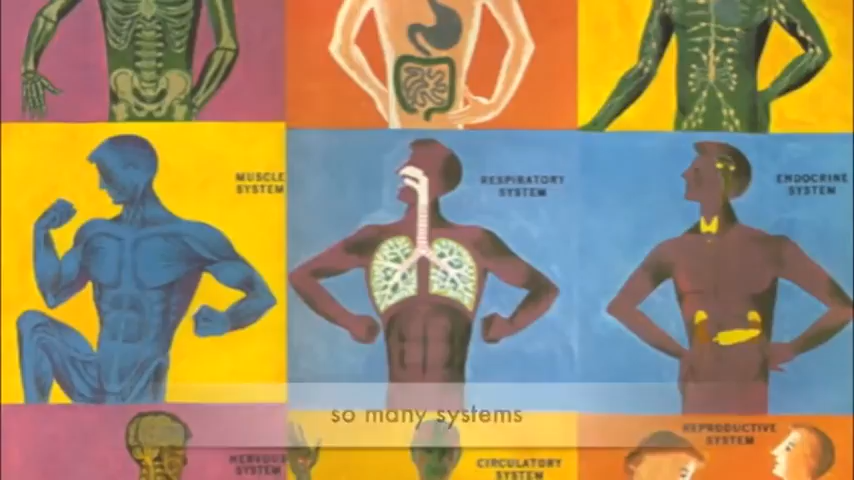 MUSCLE
SYSTEM
RESPIRATORY
SYSTEM
ENDOCRINE
SYSTEM
so many systems
NERVOUS
SYSTEM
CIRCULATORY
SYSTEM
REPRODUCTIVE
SYSTEM